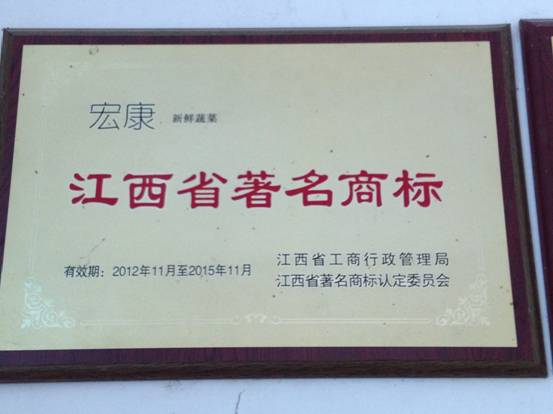 宏康 新鲜蔬菜
江西省著名商标
有效期：2012年11月至2015年11月
江西省工商行政管理局
江西省著名商标认定委员会